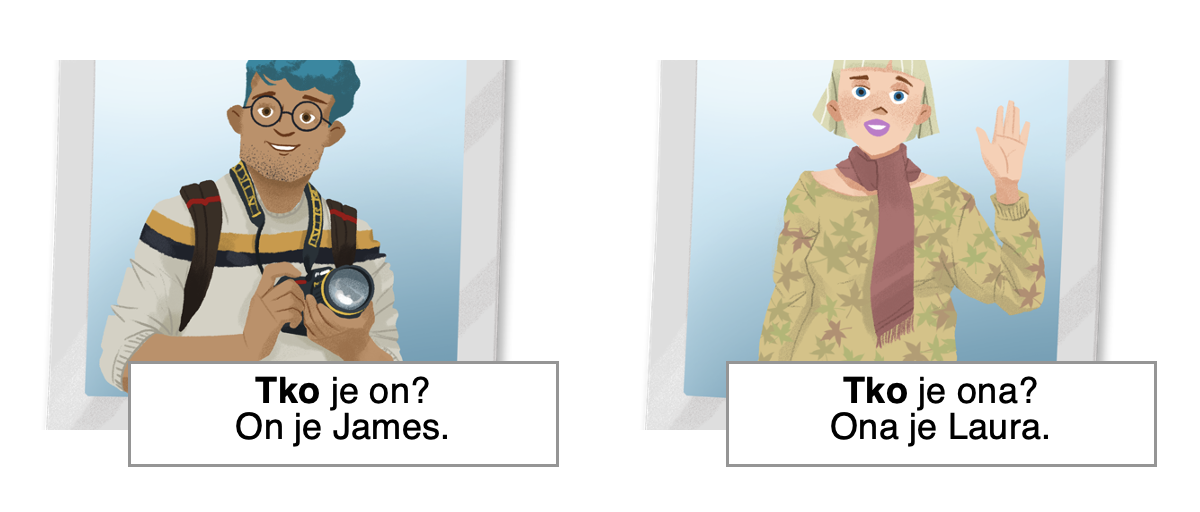 Tko je on?
On je James.
Tko je ona?
Ona je Laura.